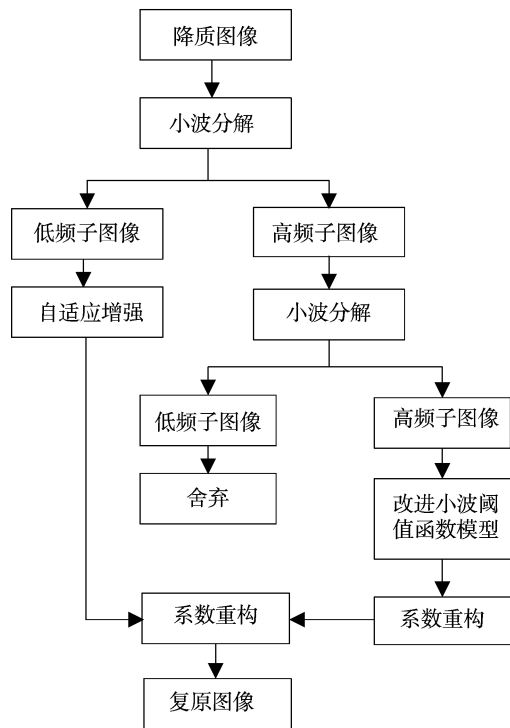 降质图像
小波分解
低频子图像
高频子图像
自适应增强
小波分解
低频子图像
高频子图像
舍弃
改进小波阈
值函数模型
系数重构
系数重构
复原图像